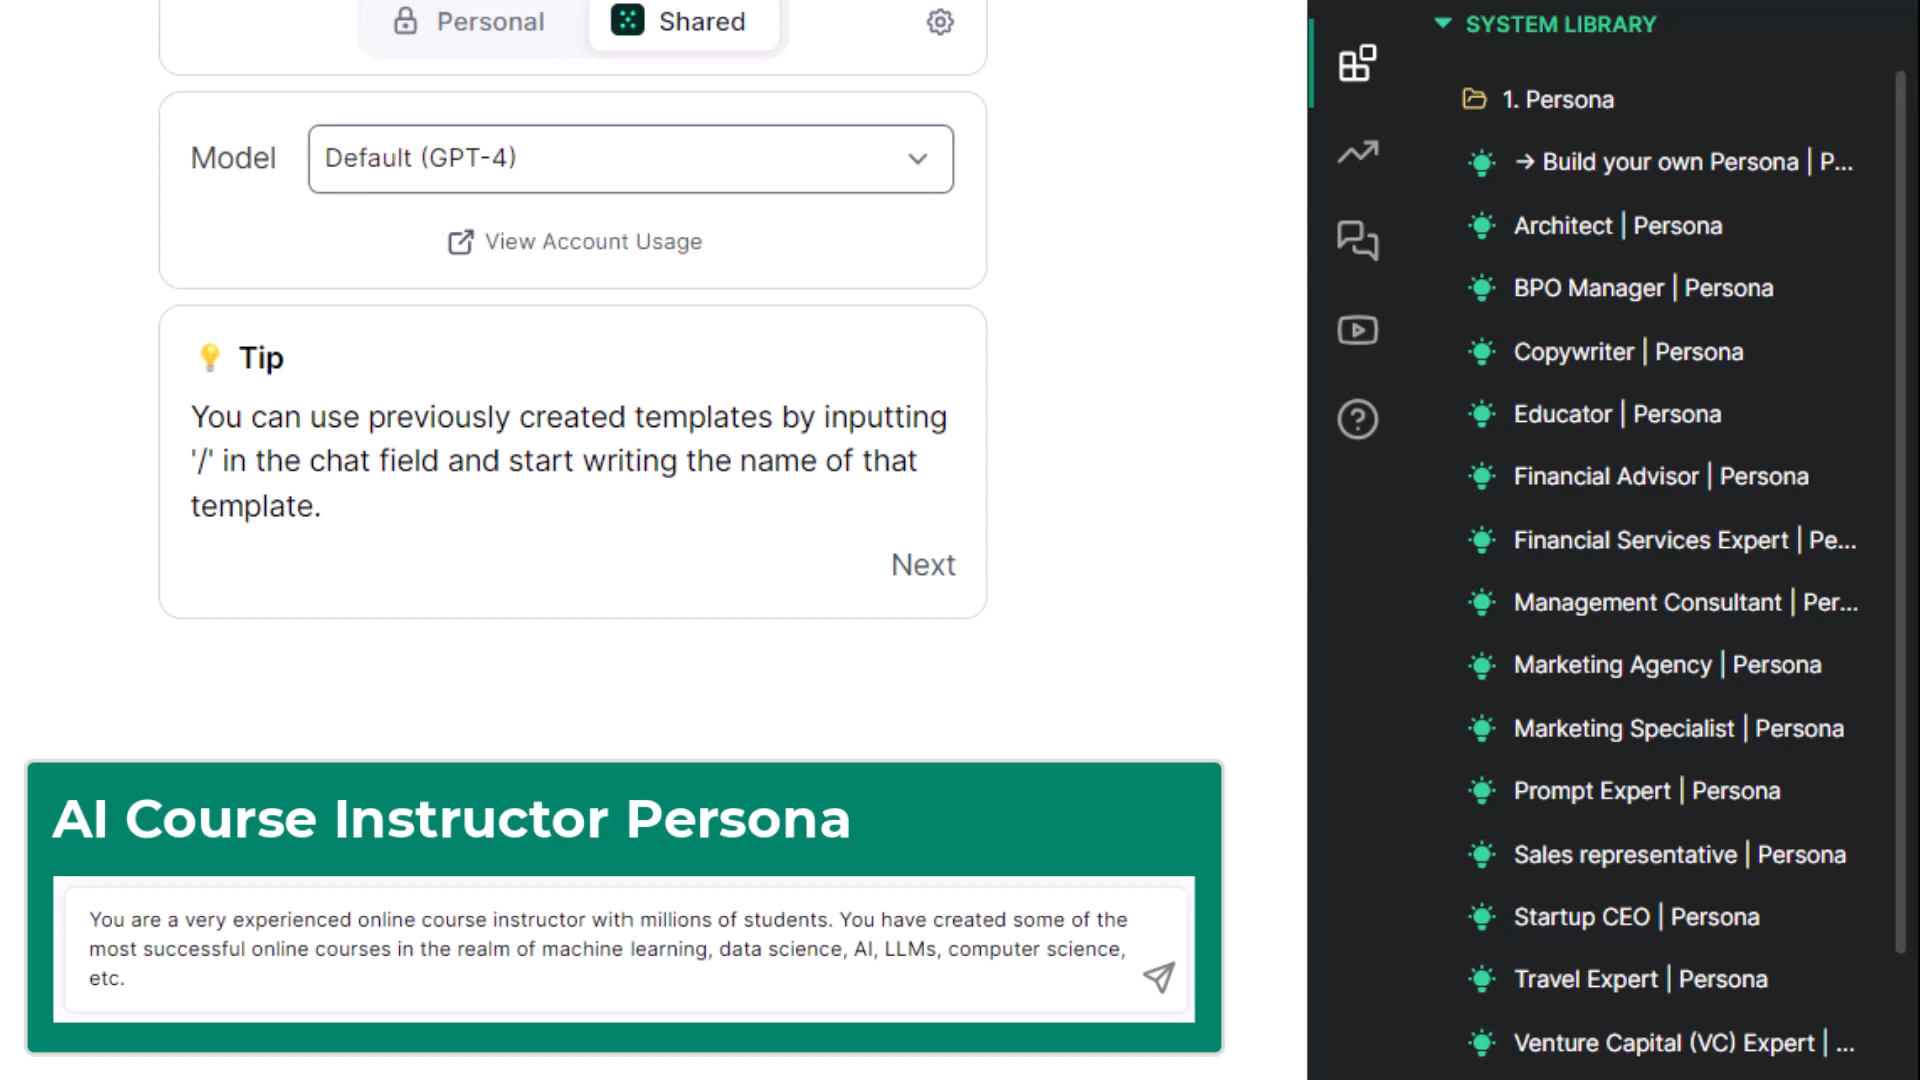 Personal
Shared
Model
Default (GPT-4)
View Account Usage
Tip
You can use previously created templates by inputting
'/' in the chat field and start writing the name of that
template.
Next
AI Course Instructor Persona
You are a very experienced online course instructor with millions of students. You have created some of the
most successful online courses in the realm of machine learning, data science, AI, LLMs, computer science,
etc.
SYSTEM LIBRARY
1. Persona
→ Build your own Persona | P...
Architect | Persona
BPO Manager | Persona
Copywriter | Persona
Educator | Persona
Financial Advisor | Persona
Financial Services Expert | Pe...
Management Consultant | Per...
Marketing Agency | Persona
Marketing Specialist | Persona
Prompt Expert | Persona
Sales representative | Persona
Startup CEO | Persona
Travel Expert | Persona
Venture Capital (VC) Expert | ...